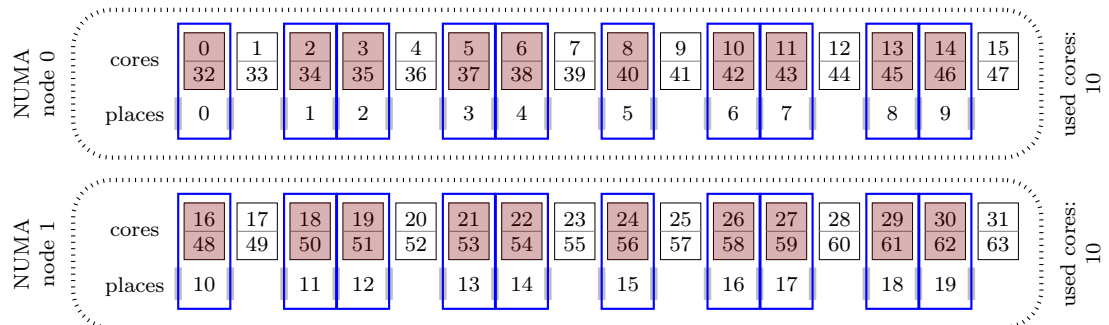 NUMA
node 0
cores
0 1 2 3 4 5 6 7 8 9 10 11 12 13 14 15
32 33 34 35 36 37 38 39 40 41 42 43 44 45 46 47
places
0 1 2 3 4 5 6 7 8 9
used cores:
10
NUMA
node 1
cores
16 17 18 19 20 21 22 23 24 25 26 27 28 29 30 31
48 49 50 51 52 53 54 55 56 57 58 59 60 61 62 63
places
10 11 12 13 14 15 16 17 18 19
used cores:
10